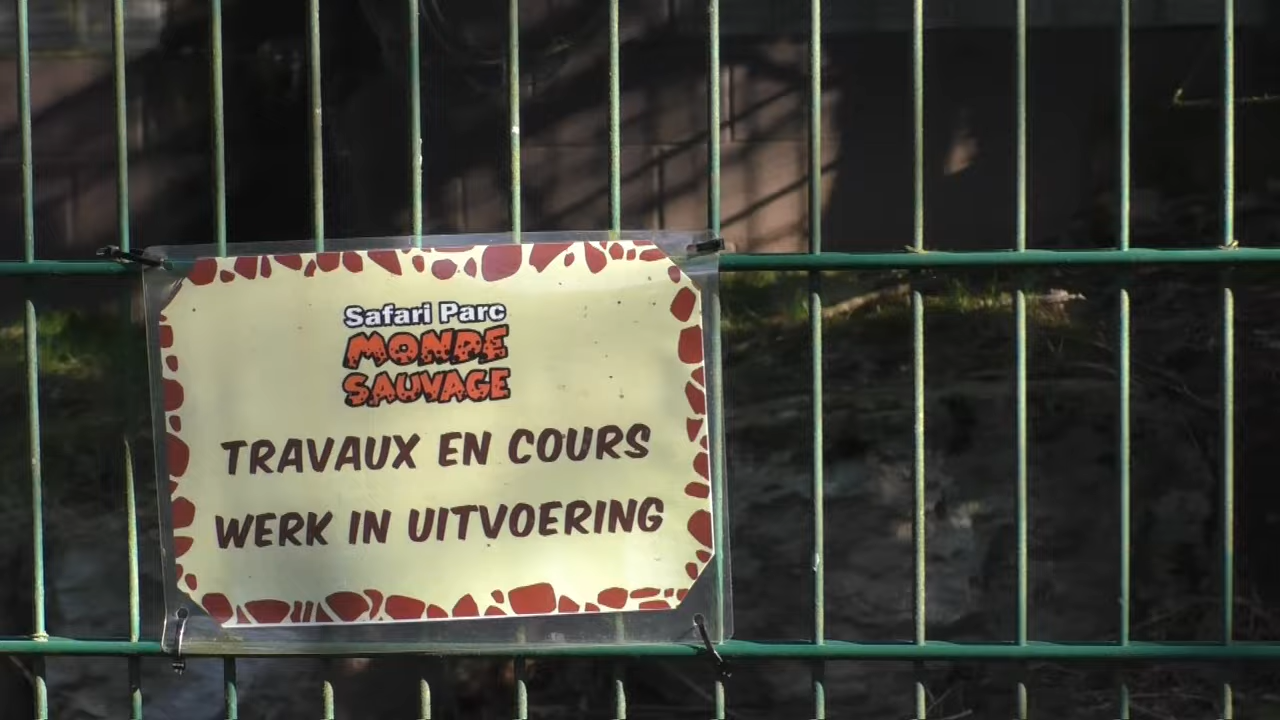 Safari Parc
MONDE
SAUVAGE
TRAVAUX EN COURS
WERK IN UITVOERING